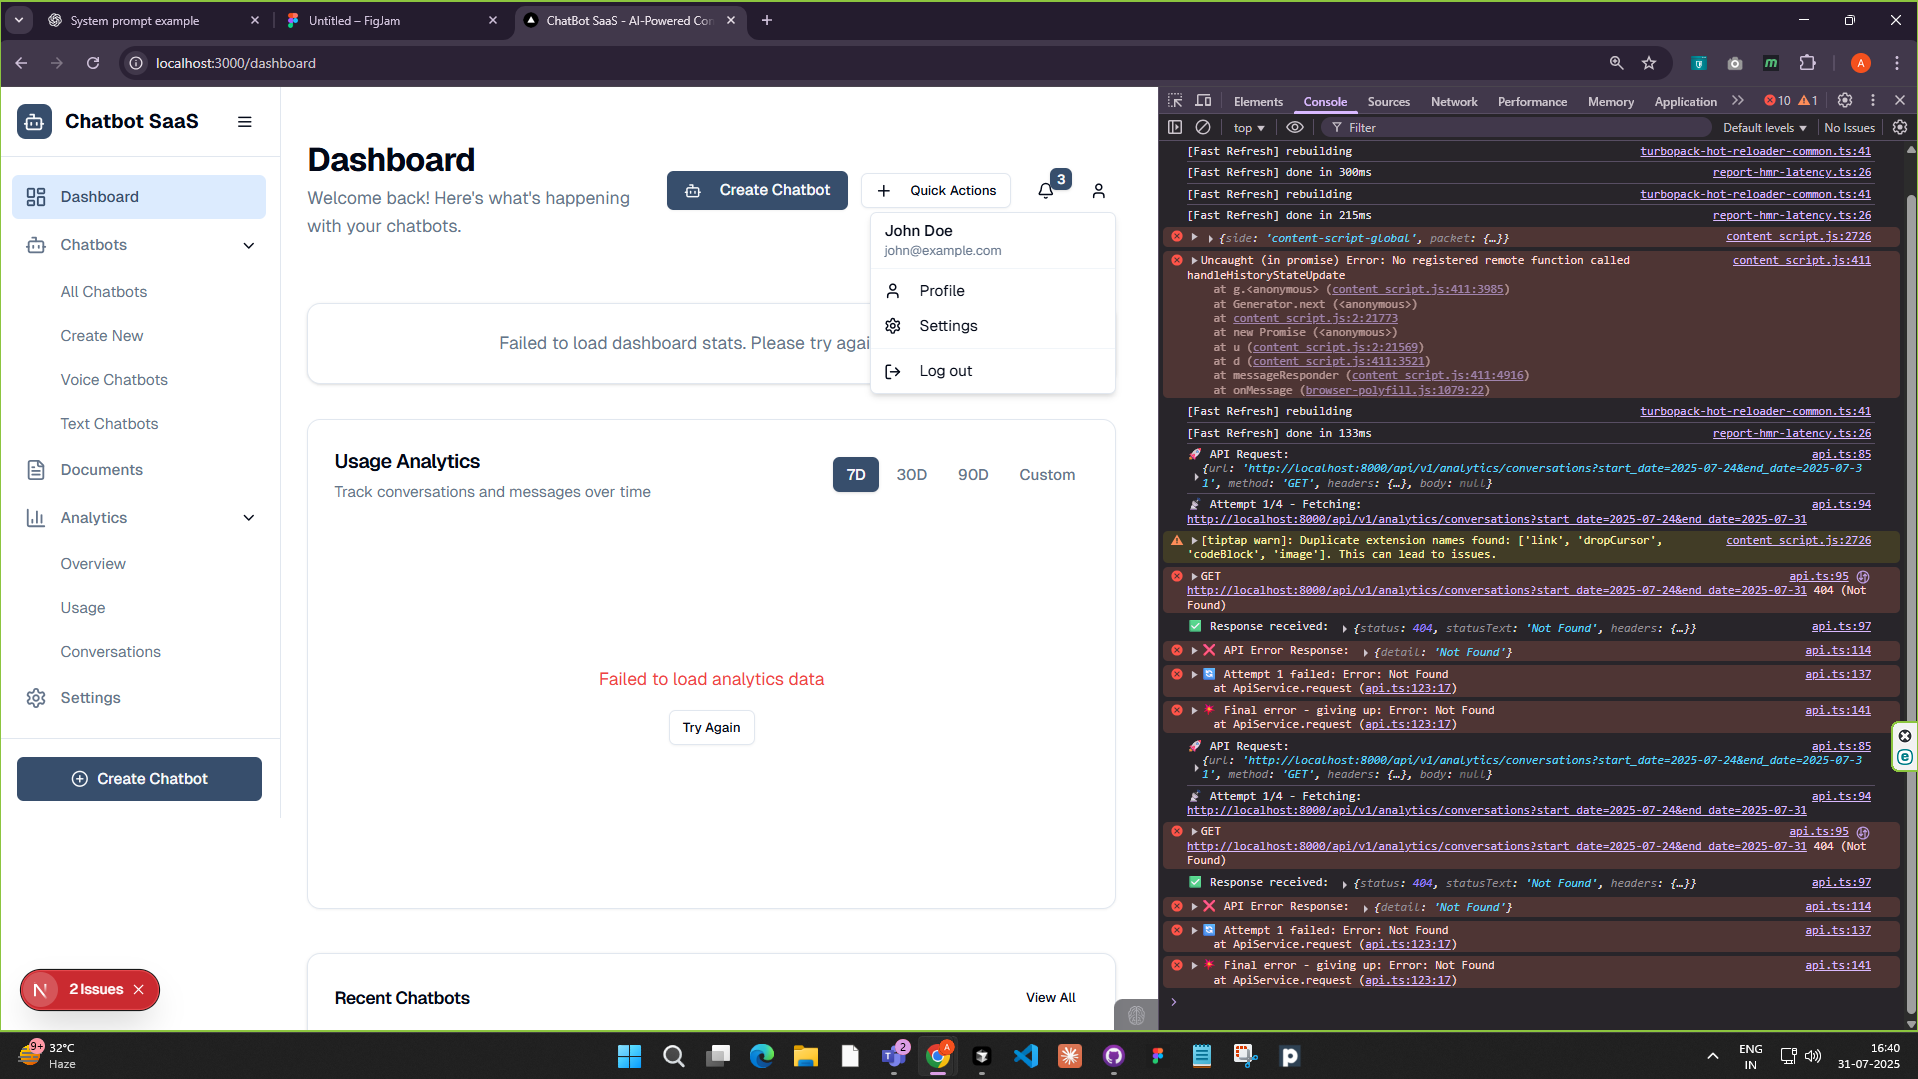 System prompt example
Untitled – FigJam
ChatBot SaaS - AI-Powered Con
localhost:3000/dashboard
A
Chatbot SaaS
Dashboard
Chatbots
All Chatbots
Create New
Voice Chatbots
Text Chatbots
Documents
Analytics
Overview
Usage
Conversations
Settings
Create Chatbot
N 2 Issues
Dashboard
Welcome back! Here's what's happening
with your chatbots.
Create Chatbot
Quick Actions
3
John Doe
john@example.com
Profile
Settings
Log out
Failed to load dashboard stats. Please try agai
Usage Analytics
Track conversations and messages over time
7D 30D 90D Custom
Failed to load analytics data
Try Again
Recent Chatbots
View All
Elements Console Sources Network Performance Memory Application 10 1
top Filter Default levels No Issues
[Fast Refresh] rebuilding turbopack-hot-reloader-common.ts:41
[Fast Refresh] done in 300ms report-hmr-latency.ts:26
[Fast Refresh] rebuilding turbopack-hot-reloader-common.ts:41
[Fast Refresh] done in 215ms report-hmr-latency.ts:26
{side: 'content-script-global', packet: {…}} content script.js:2726
Uncaught (in promise) Error: No registered remote function called content script.js:411
handleHistoryStateUpdate
at g.<anonymous> (content script.js:411:3985)
at Generator.next (<anonymous>)
at content script.js:2:21773
at new Promise (<anonymous>)
at u (content script.js:2:21569)
at d (content script.js:411:3521)
at messageResponder (content script.js:411:4916)
at onMessage (browser-polyfill.js:1079:22)
[Fast Refresh] rebuilding turbopack-hot-reloader-common.ts:41
[Fast Refresh] done in 133ms report-hmr-latency.ts:26
🚀 API Request: api.ts:85
{url: 'http://localhost:8000/api/v1/analytics/conversations?start_date=2025-07-24&end_date=2025-07-3
1', method: 'GET', headers: {…}, body: null}
📡 Attempt 1/4 - Fetching: api.ts:94
http://localhost:8000/api/v1/analytics/conversations?start_date=2025-07-24&end_date=2025-07-31
[tiptap warn]: Duplicate extension names found: ['link', 'dropCursor', content script.js:2726
'codeBlock', 'image']. This can lead to issues.
GET api.ts:95
http://localhost:8000/api/v1/analytics/conversations?start_date=2025-07-24&end_date=2025-07-31 404 (Not
Found)
✅ Response received: {status: 404, statusText: 'Not Found', headers: {…}} api.ts:97
❌ API Error Response: {detail: 'Not Found'} api.ts:114
🔄 Attempt 1 failed: Error: Not Found api.ts:137
at ApiService.request (api.ts:123:17)
💥 Final error - giving up: Error: Not Found api.ts:141
at ApiService.request (api.ts:123:17)
🚀 API Request: api.ts:85
{url: 'http://localhost:8000/api/v1/analytics/conversations?start_date=2025-07-24&end_date=2025-07-3
1', method: 'GET', headers: {…}, body: null}
📡 Attempt 1/4 - Fetching: api.ts:94
http://localhost:8000/api/v1/analytics/conversations?start_date=2025-07-24&end_date=2025-07-31
GET api.ts:95
http://localhost:8000/api/v1/analytics/conversations?start_date=2025-07-24&end_date=2025-07-31 404 (Not
Found)
✅ Response received: {status: 404, statusText: 'Not Found', headers: {…}} api.ts:97
❌ API Error Response: {detail: 'Not Found'} api.ts:114
🔄 Attempt 1 failed: Error: Not Found api.ts:137
at ApiService.request (api.ts:123:17)
💥 Final error - giving up: Error: Not Found api.ts:141
at ApiService.request (api.ts:123:17)
9+ 32°C
Haze
2
A
ENG
IN
16:40
31-07-2025